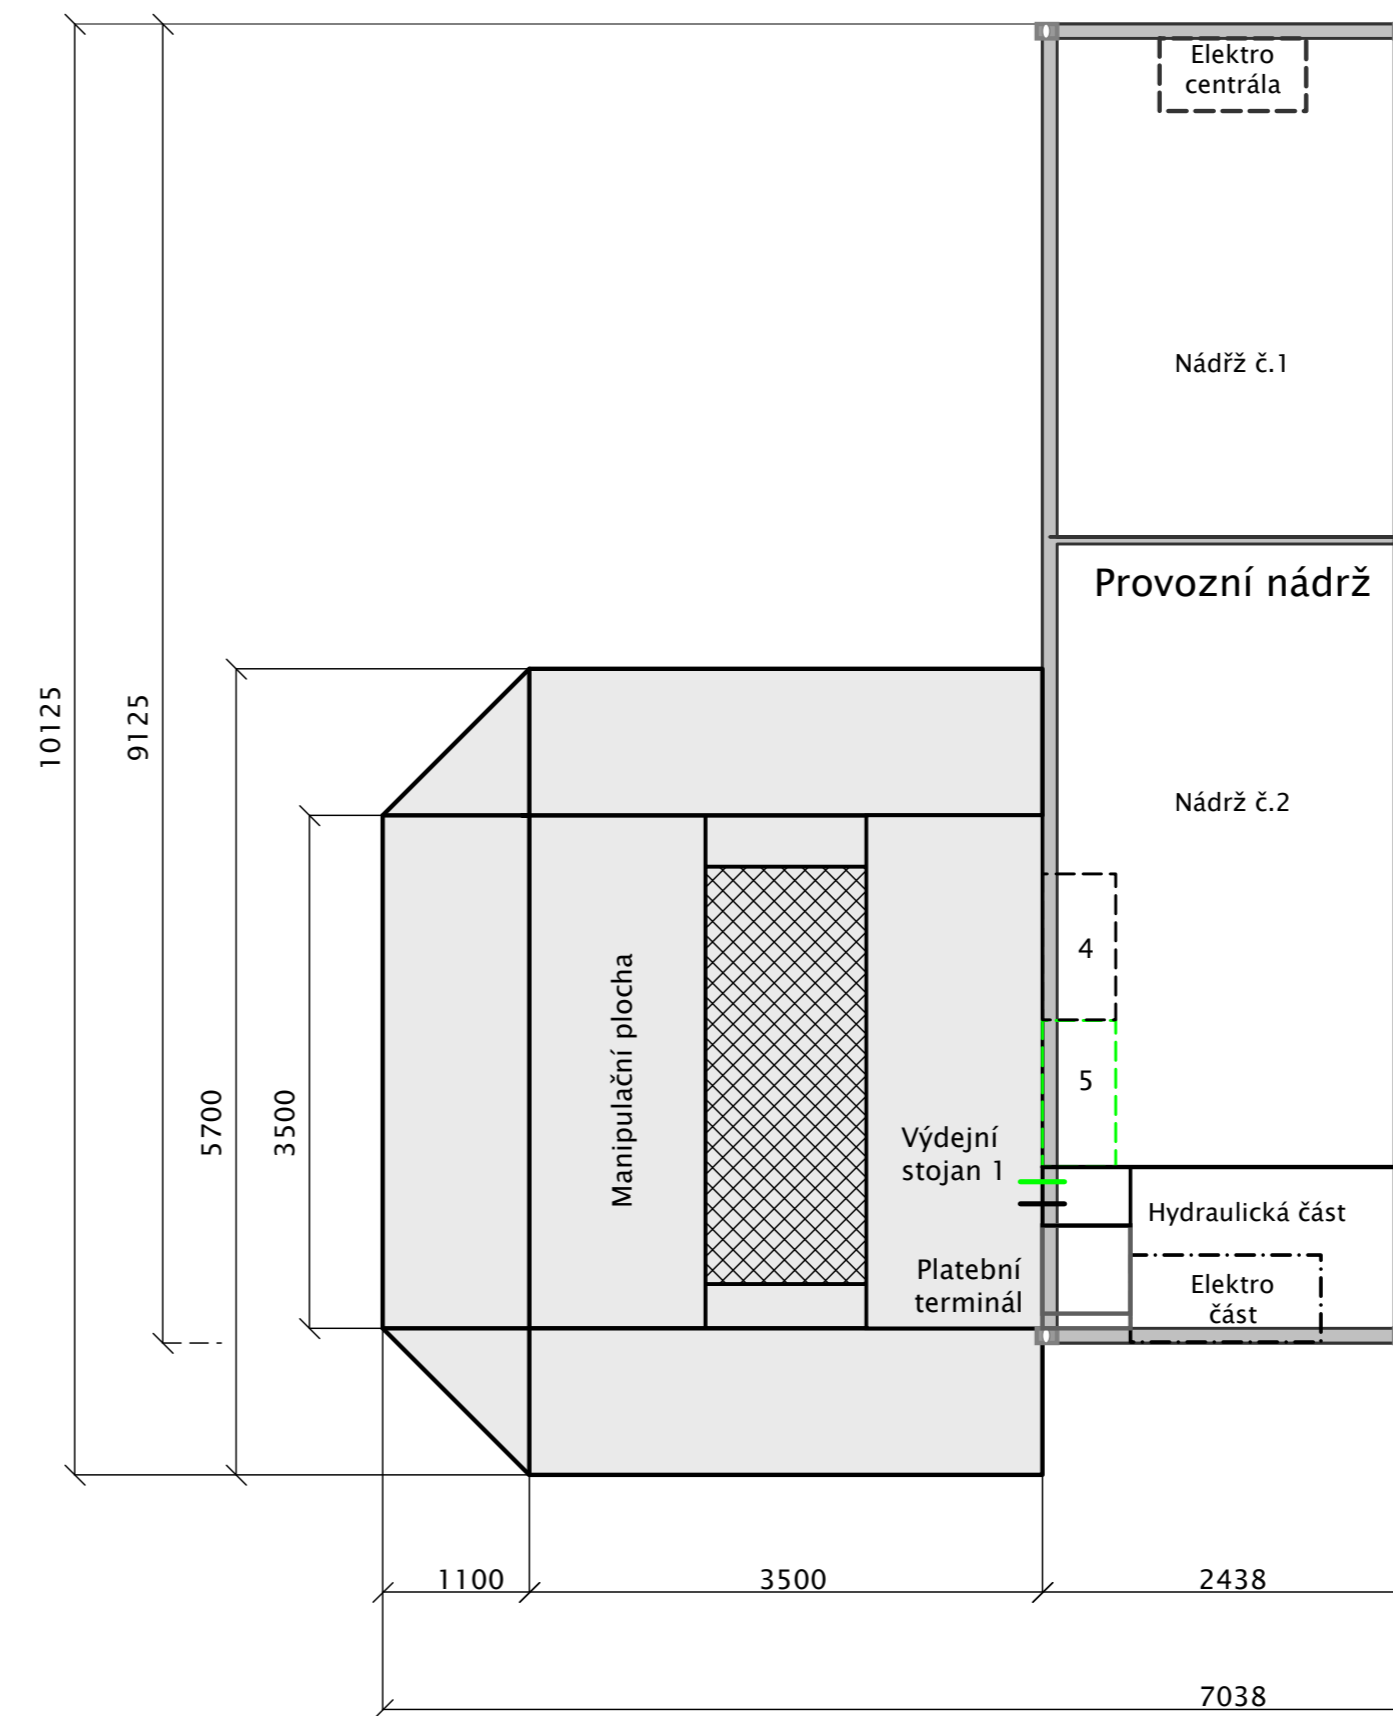 Elektro
centrála
Nádřž č.1
Provozní nádrž
Nádrž č.2
10125
9125
5700
3500
Manipulační plocha
4
5
Výdejní
stojan 1
Hydraulická část
Platební
terminál
Elektro
část
1100
3500
2438
7038